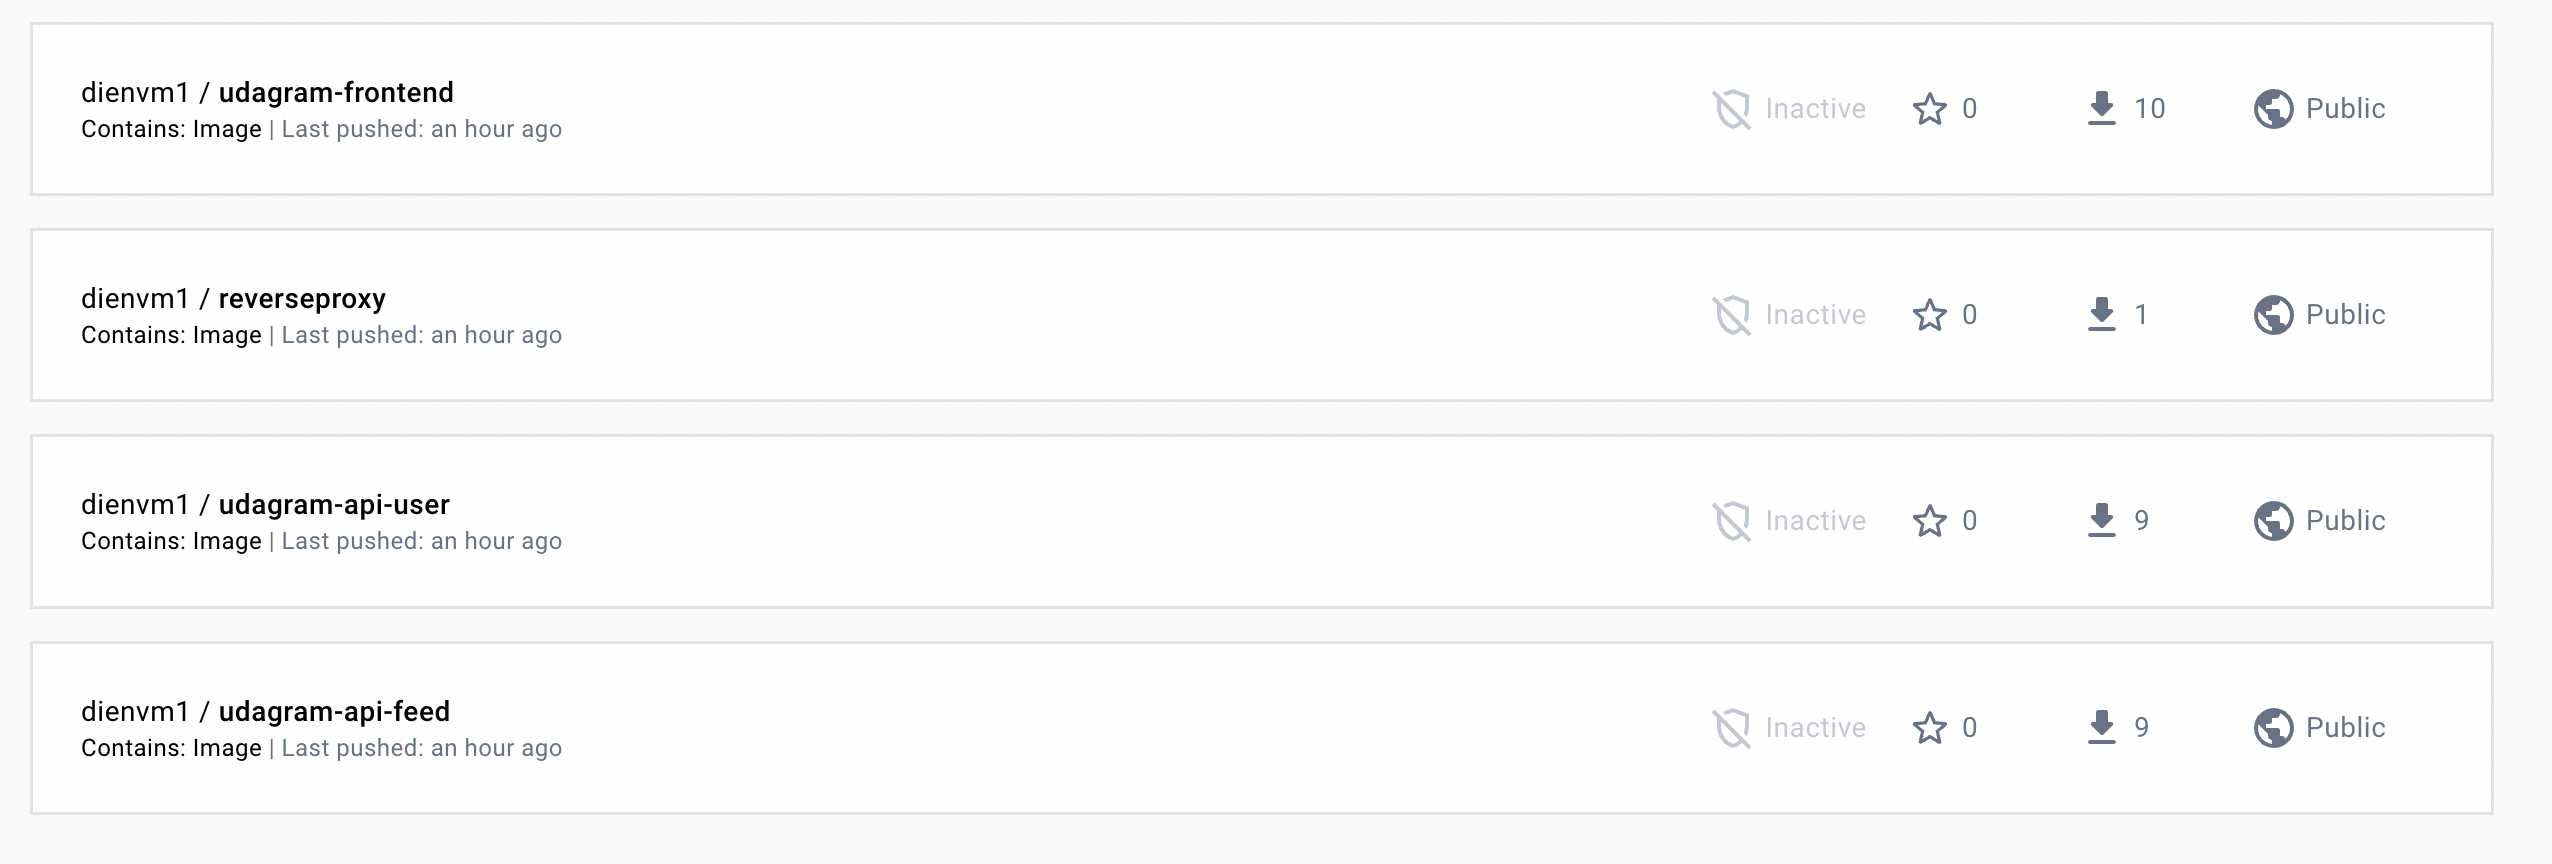 dienvm1 / udagram-frontend
Contains: Image | Last pushed: an hour ago
Inactive 0 10 Public
dienvm1 / reverseproxy
Contains: Image | Last pushed: an hour ago
Inactive 0 1 Public
dienvm1 / udagram-api-user
Contains: Image | Last pushed: an hour ago
Inactive 0 9 Public
dienvm1 / udagram-api-feed
Contains: Image | Last pushed: an hour ago
Inactive 0 9 Public